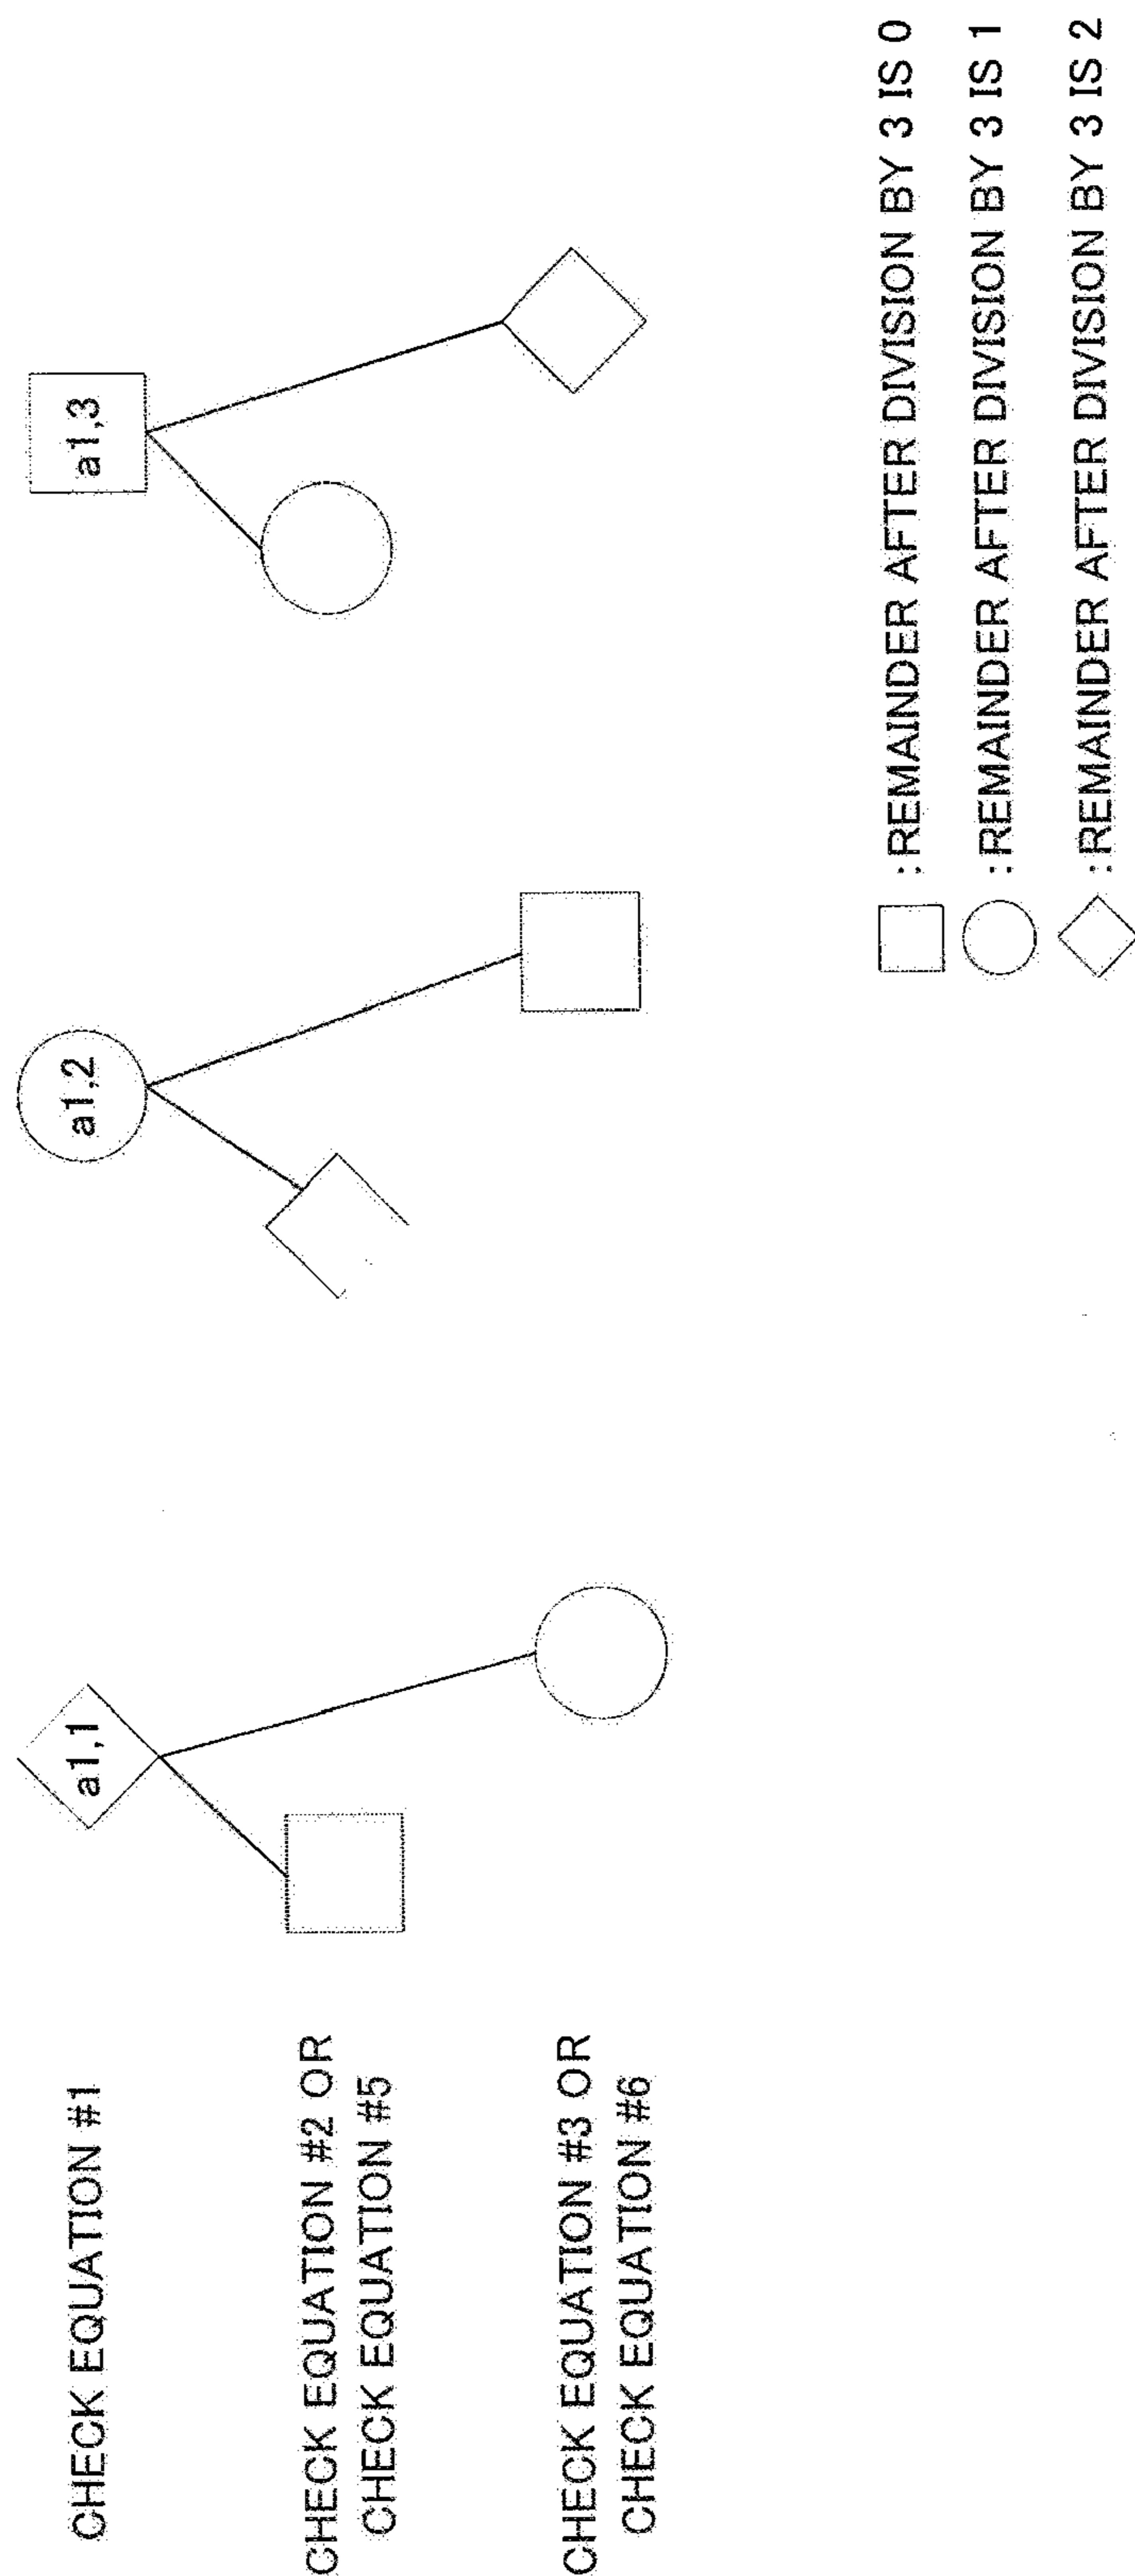 CHECK EQUATION #1
a1,1
a1,2
a1,3
CHECK EQUATION #2 OR
CHECK EQUATION #5
CHECK EQUATION #3 OR
CHECK EQUATION #6
:REMAINDER AFTER DIVISION BY 3 IS 0
:REMAINDER AFTER DIVISION BY 3 IS 1
:REMAINDER AFTER DIVISION BY 3 IS 2